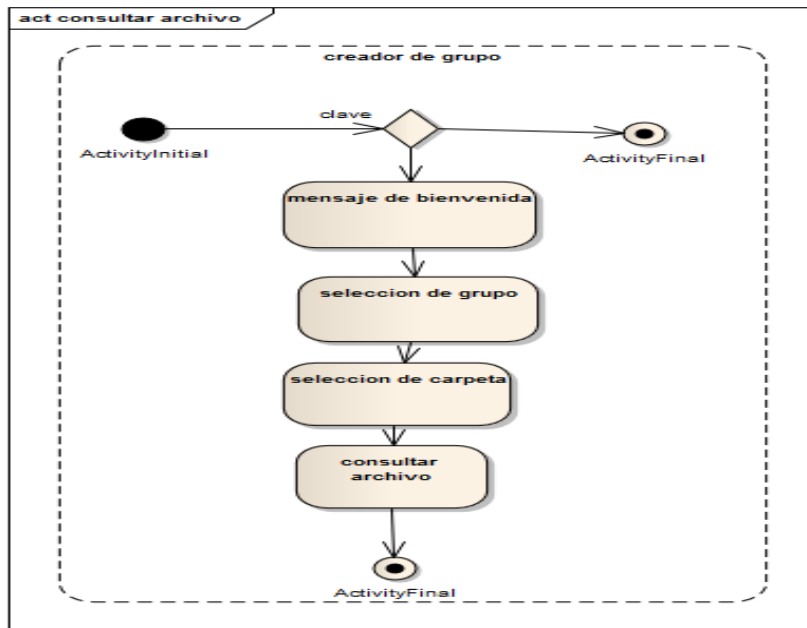 act consultar archivo
creador de grupo
clave
ActivityInitial
ActivityFinal
mensaje de bienvenida
seleccion de grupo
seleccion de carpeta
consultar
archivo
ActivityFinal